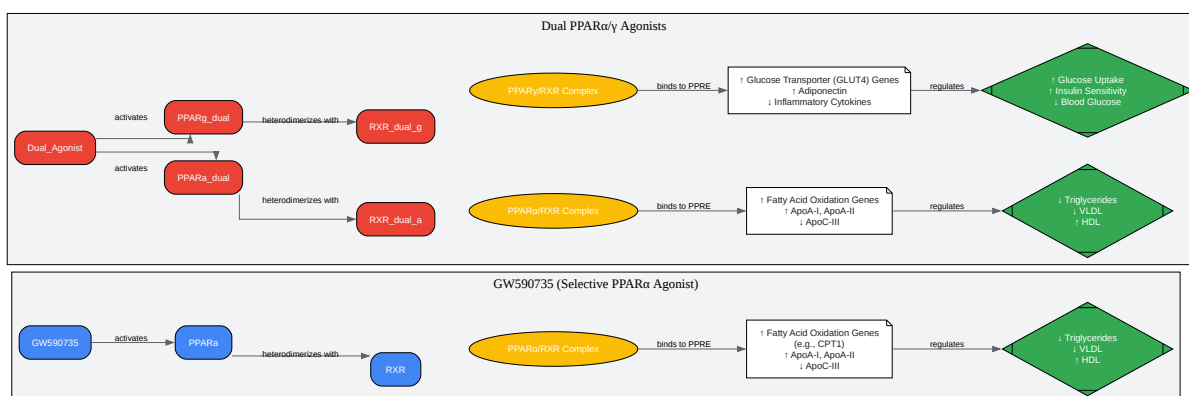 Dual PPARα/γ Agonists
Dual_Agonist
activates
PPARg_dual
heterodimerizes with
RXR_dual_g
activates
PPARa_dual
heterodimerizes with
RXR_dual_a
PPARγ/RXR Complex
binds to PPRE
↑ Glucose Transporter (GLUT4) Genes
↑ Adiponectin
↓ Inflammatory Cytokines
regulates
↑ Glucose Uptake
↑ Insulin Sensitivity
↓ Blood Glucose
PPARα/RXR Complex
binds to PPRE
↑ Fatty Acid Oxidation Genes
↑ ApoA-I, ApoA-II
↓ ApoC-III
regulates
↓ Triglycerides
↓ VLDL
↑ HDL
GW590735 (Selective PPARα Agonist)
GW590735
activates
PPARa
heterodimerizes with
RXR
PPARα/RXR Complex
binds to PPRE
↑ Fatty Acid Oxidation Genes
(e.g., CPT1)
↑ ApoA-I, ApoA-II
↓ ApoC-III
regulates
↓ Triglycerides
↓ VLDL
↑ HDL